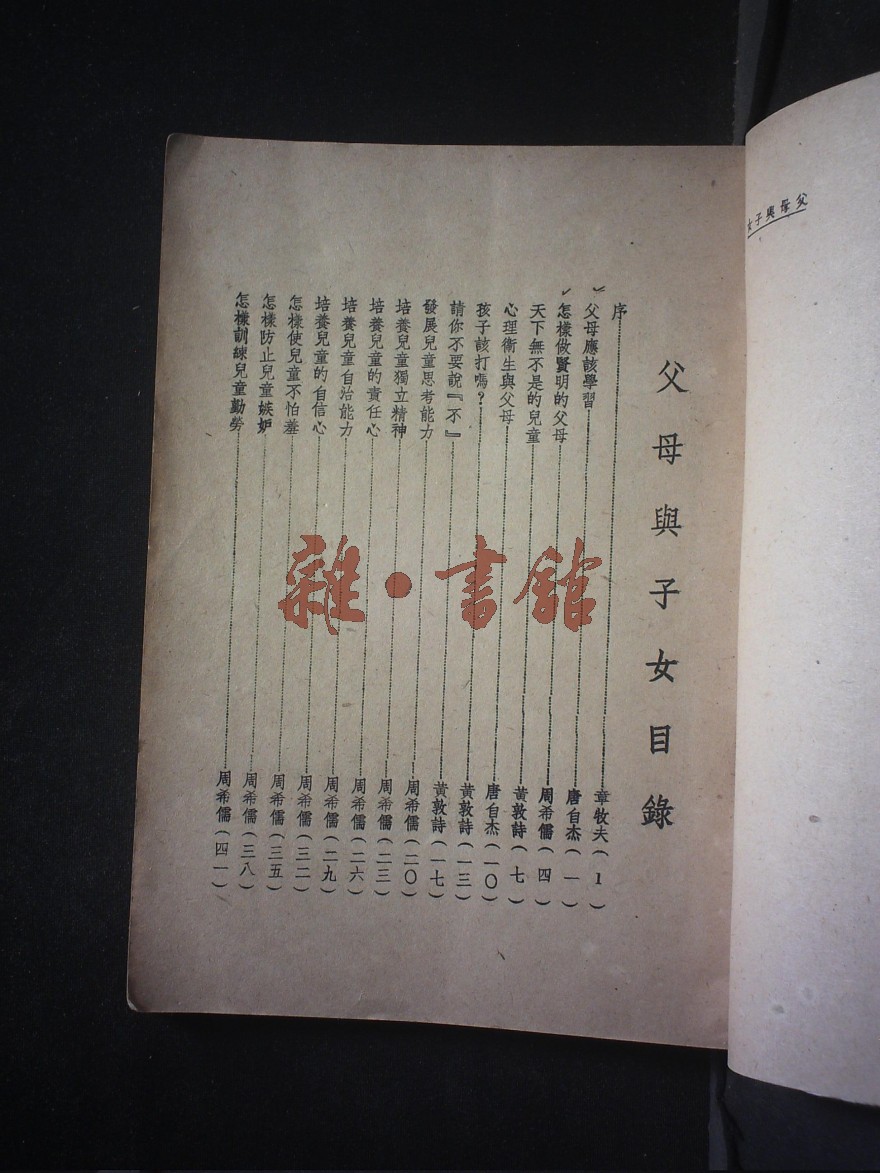 父母與子女
父母與子女目錄
序……章牧夫(1)
父母應該學習……唐自杰(一)
怎樣做賢明的父母……周希儒(四)
天下無不是的兒童……黃敦詩(七)
心理衛生與父母……唐自杰(一〇)
孩子該打嗎?……黃敦詩(一三)
請你不要說『不』……黃敦詩(一七)
發展兒童思考能力……周希儒(二〇)
培養兒童獨立精神……周希儒(二三)
培養兒童的責任心……周希儒(二六)
培養兒童自治能力……周希儒(二九)
培養兒童的自信心……周希儒(三二)
怎樣使兒童不怕羞……周希儒(三五)
怎樣防止兒童嫉妒……周希儒(三八)
怎樣訓練兒童勤勞……周希儒(四一)
雜·書館